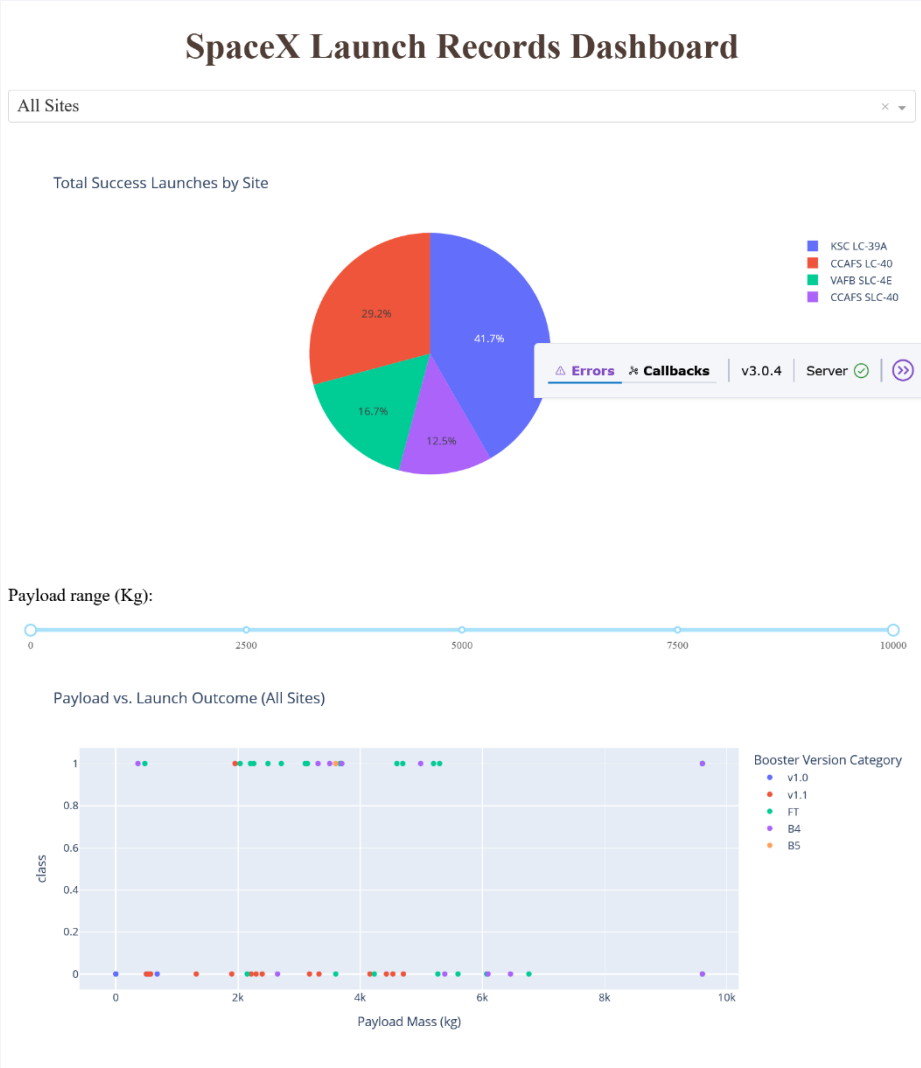 SpaceX Launch Records Dashboard
All Sites
×
Total Success Launches by Site
KSC LC-39A
CCAFS LC-40
VAFB SLC-4E
CCAFS SLC-40
29.2%
41.7%
16.7%
12.5%
Errors Callbacks v3.0.4 Server
Payload range (Kg):
0 2500 5000 7500 10000
Payload vs. Launch Outcome (All Sites)
Booster Version Category
v1.0
v1.1
FT
B4
B5
class
1
0.8
0.6
0.4
0.2
0
0 2k 4k 6k 8k 10k
Payload Mass (kg)